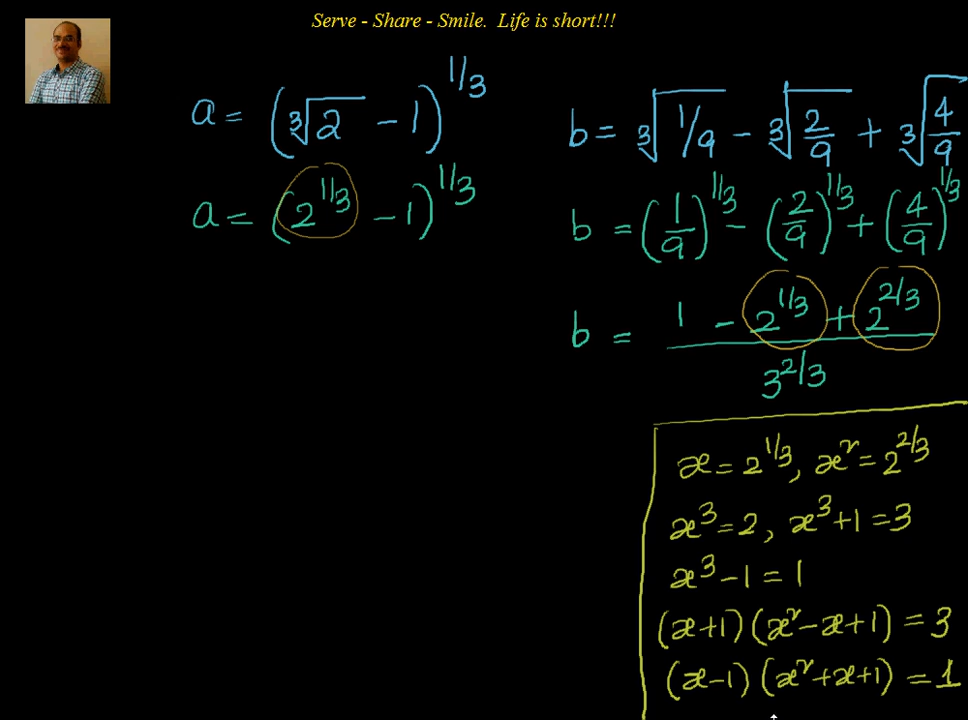 Serve - Share - Smile. Life is short!!!
a = (∛2 - 1)^1/3
b = ∛1/9 - ∛2/9 + ∛4/9
a = (2^1/3 - 1)^1/3
b = (1/9)^1/3 - (2/9)^1/3 + (4/9)^1/3
b = (1 - 2^1/3 + 2^2/3) / 3^2/3
x = 2^1/3, x² = 2^2/3
x³ = 2, x³ + 1 = 3
x³ - 1 = 1
(x+1)(x² - x + 1) = 3
(x-1)(x² + x + 1) = 1